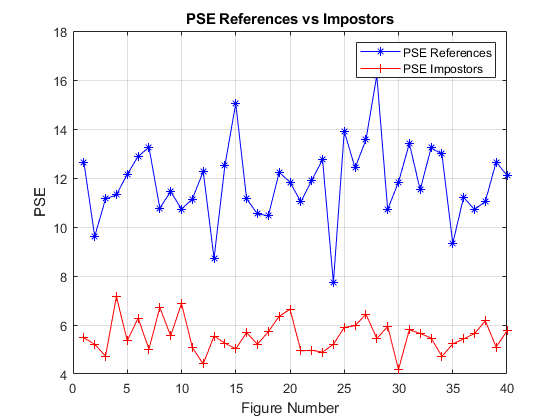 PSE References vs Impostors
PSE References
PSE Impostors
18
16
14
12
10
8
6
4
PSE
0 5 10 15 20 25 30 35 40
Figure Number